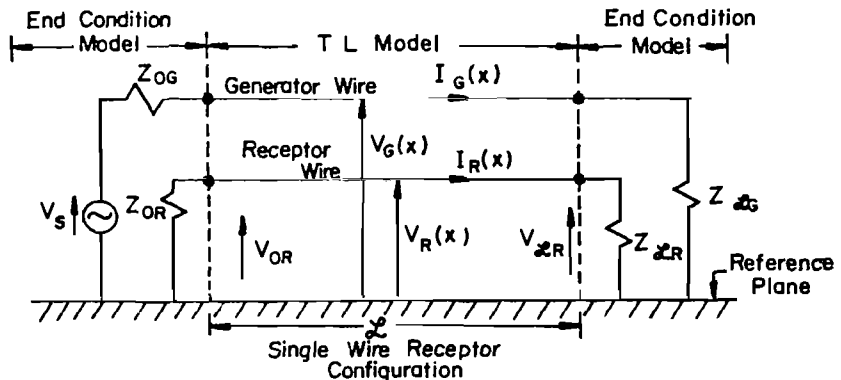 End Condition
Model
T L Model
End Condition
Model
Z_OG
Generator Wire
I_G(x)
V_G(x)
Receptor
Wire
I_R(x)
V_S
Z_OR
V_OR
V_R(x)
V_ℒR
Z_ℒR
Z_ℒG
Reference
Plane
ℒ
Single Wire Receptor
Configuration